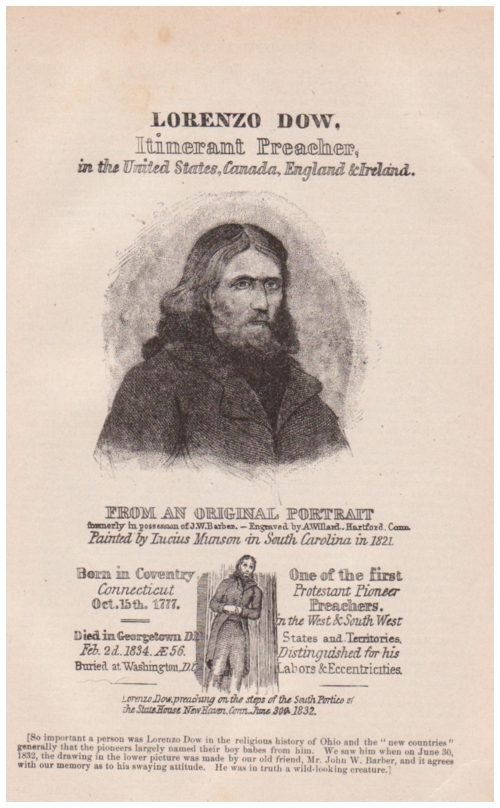 LORENZO DOW,
Itinerant Preacher,
in the United States, Canada, England & Ireland.
FROM AN ORIGINAL PORTRAIT
formerly in possession of J.W. Barber. – Engraved by A Willard. Hartford. Conn.
Painted by Lucius Munson in South Carolina in 1821.
Born in Coventry
Connecticut
Oct. 15th. 1777.
Died in Georgetown D.C.
Feb. 2d. 1834. Æ 56.
Buried at Washington, D.C.
One of the first
Protestant Pioneer
Preachers.
in the West & South West
States and Territories,
Distinguished for his
Labors & Eccentricities.
Lorenzo Dow, preaching on the steps of the South Portico of
the State House New Haven, Conn. June 30th 1832.
[So important a person was Lorenzo Dow in the religious history of Ohio and the “ new countries ”
generally that the pioneers largely named their boy babes from him. We saw him when on June 30,
1832, the drawing in the lower picture was made by our old friend, Mr. John W. Barber, and it agrees
with our memory as to his swaying attitude. He was in truth a wild-looking creature.]